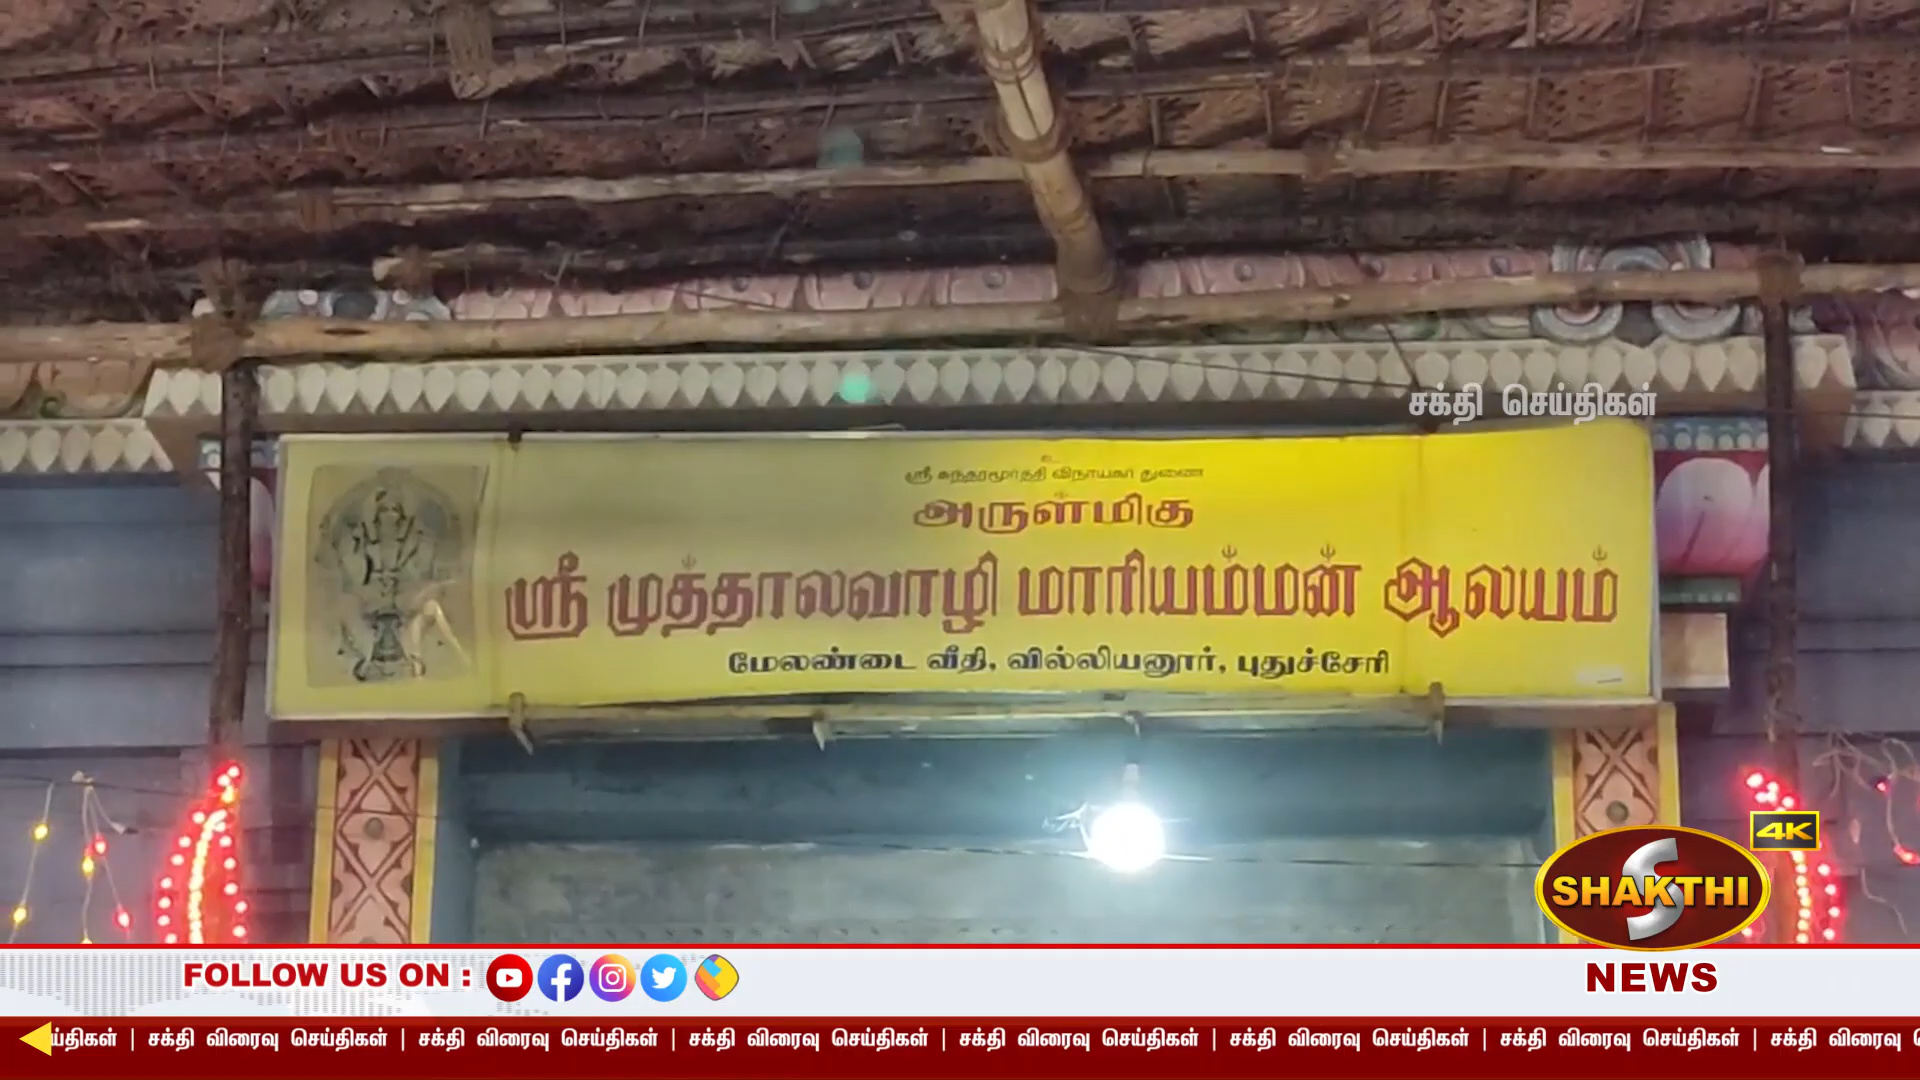 சக்தி செய்திகள்
உ
ஸ்ரீ சுந்தரமூர்த்தி விநாயகர் துணை
அருள்மிகு
ஸ்ரீ முத்தாலவாழி மாரியம்மன் ஆலயம்
மேலண்டை வீதி, வில்லியனூர், புதுச்சேரி
4K
SHAKTHI
NEWS
FOLLOW US ON :
ய்திகள் | சக்தி விரைவு செய்திகள் | சக்தி விரைவு செய்திகள் | சக்தி விரைவு செய்திகள் | சக்தி விரைவு செய்திகள் | சக்தி விரைவு செய்திகள் | சக்தி விரைவு செய்திகள் | சக்தி விரைவு